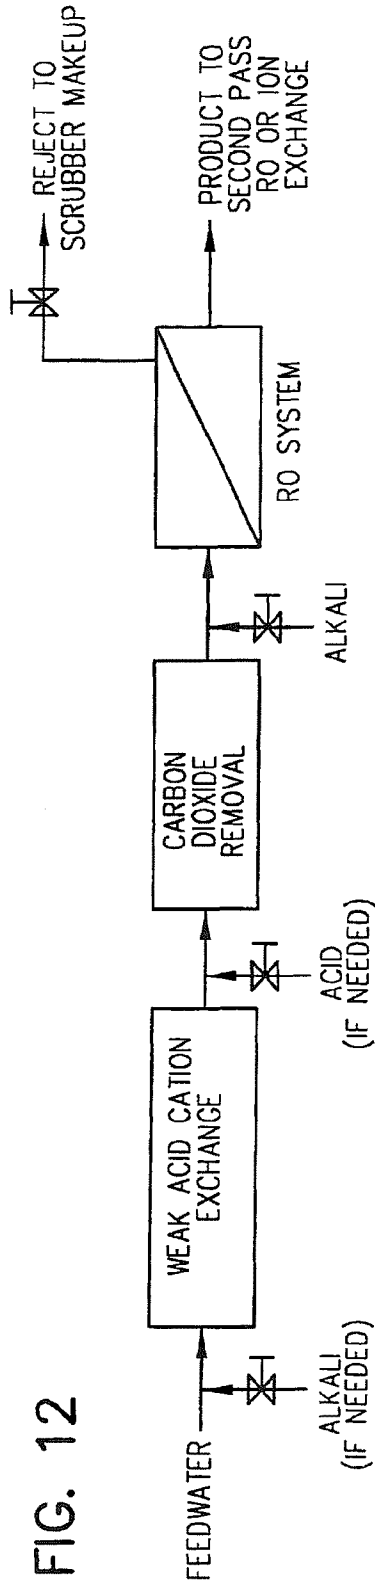 FIG. 12
FEEDWATER
ALKALI
(IF NEEDED)
WEAK ACID CATION
EXCHANGE
ACID
(IF NEEDED)
CARBON
DIOXIDE
REMOVAL
ALKALI
RO SYSTEM
REJECT TO
SCRUBBER MAKEUP
PRODUCT TO
SECOND PASS
RO OR ION
EXCHANGE